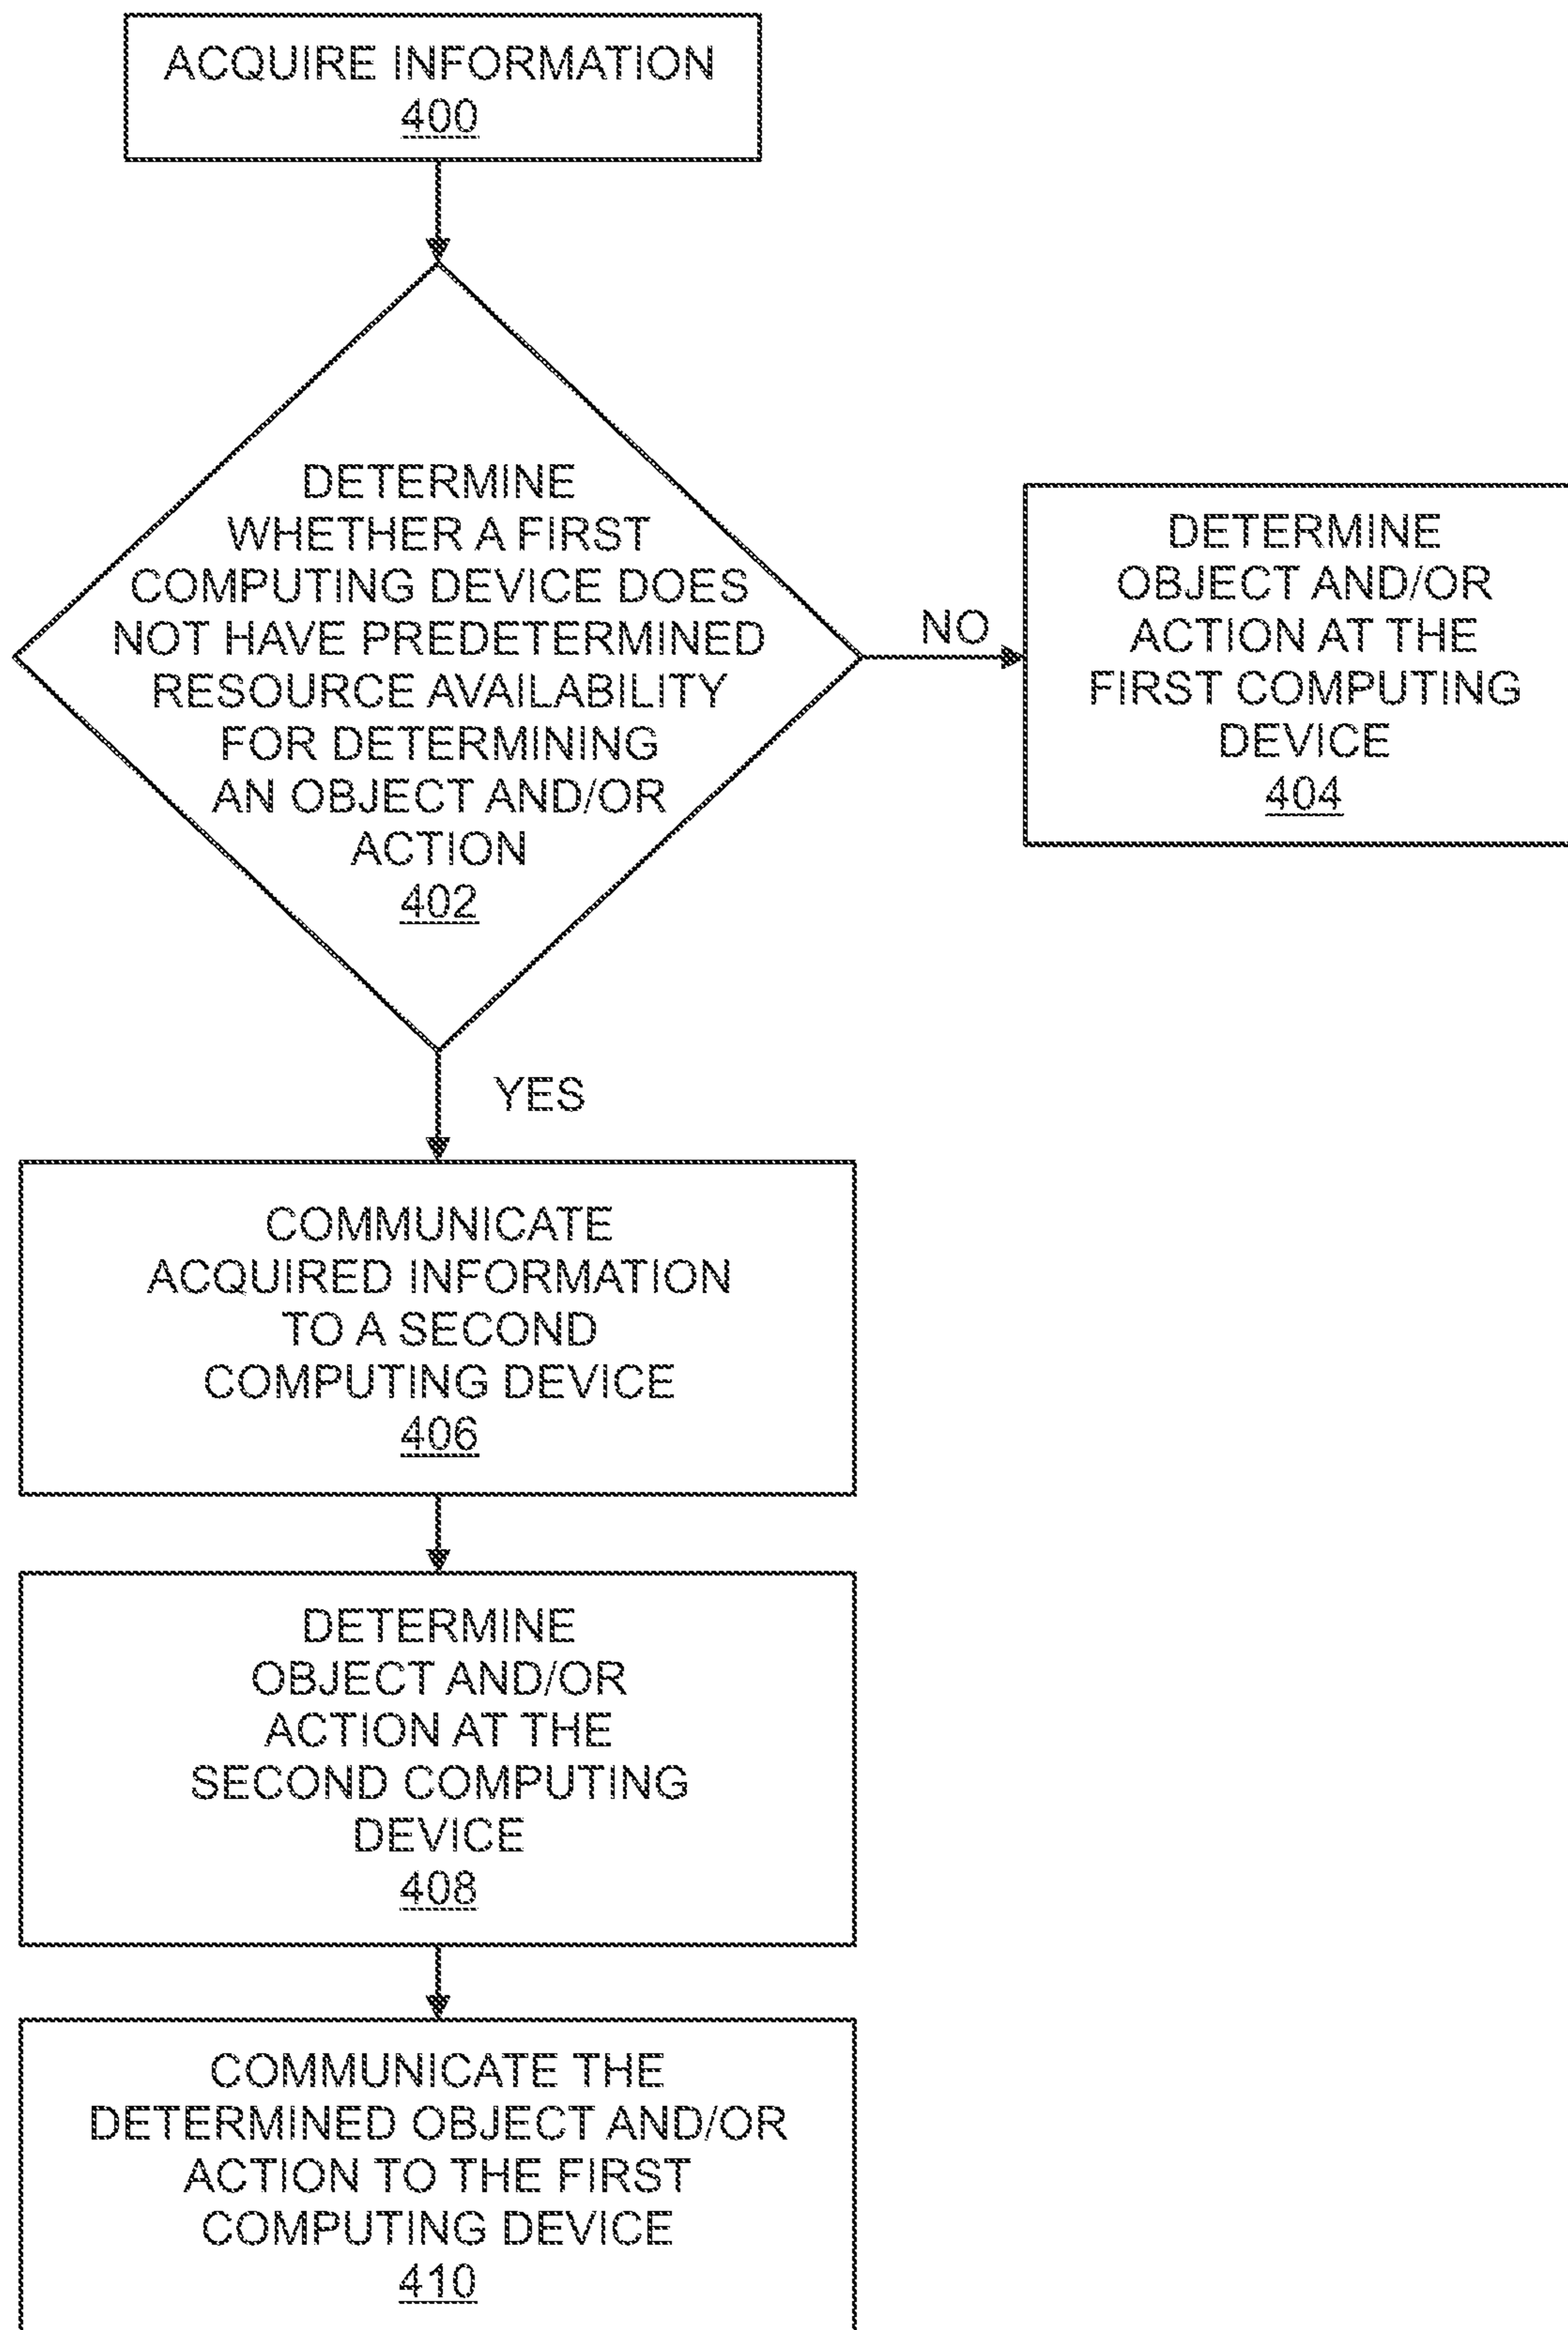 ACQUIRE INFORMATION
400
DETERMINE
WHETHER A FIRST
COMPUTING DEVICE DOES
NOT HAVE PREDETERMINED
RESOURCE AVAILABILITY
FOR DETERMINING
AN OBJECT AND/OR
ACTION
402
NO
DETERMINE
OBJECT AND/OR
ACTION AT THE
FIRST COMPUTING
DEVICE
404
YES
COMMUNICATE
ACQUIRED INFORMATION
TO A SECOND
COMPUTING DEVICE
406
DETERMINE
OBJECT AND/OR
ACTION AT THE
SECOND COMPUTING
DEVICE
408
COMMUNICATE THE
DETERMINED OBJECT AND/OR
ACTION TO THE FIRST
COMPUTING DEVICE
410